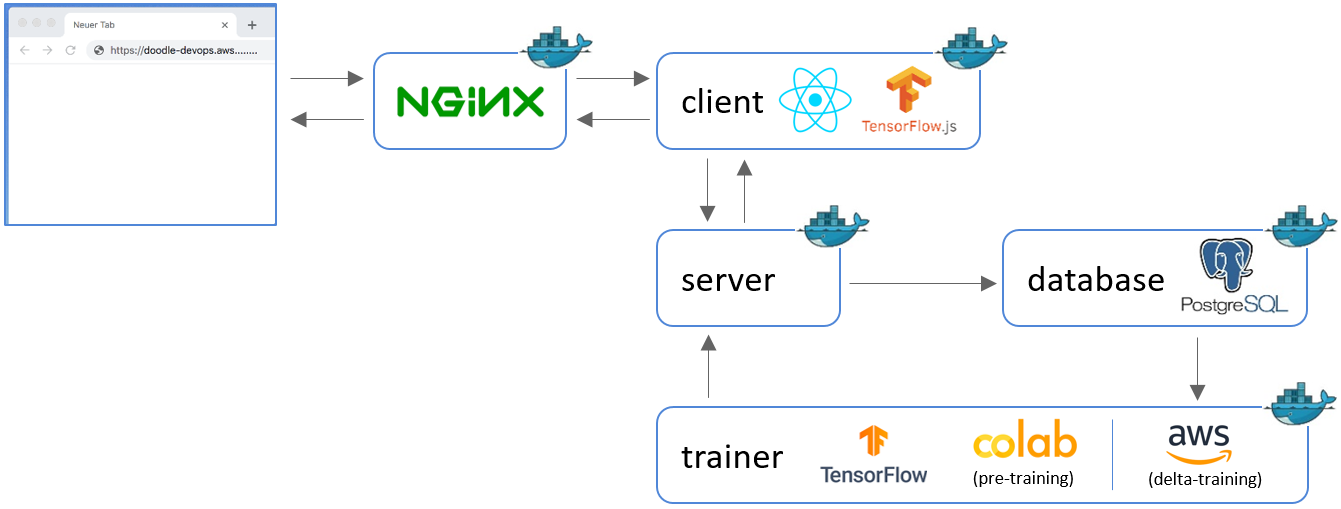 Neuer Tab
https://doodle-devops.aws........
NGiNX
client
TensorFlow.js
server
database
PostgreSQL
trainer
TensorFlow
colab
(pre-training)
aws
(delta-training)